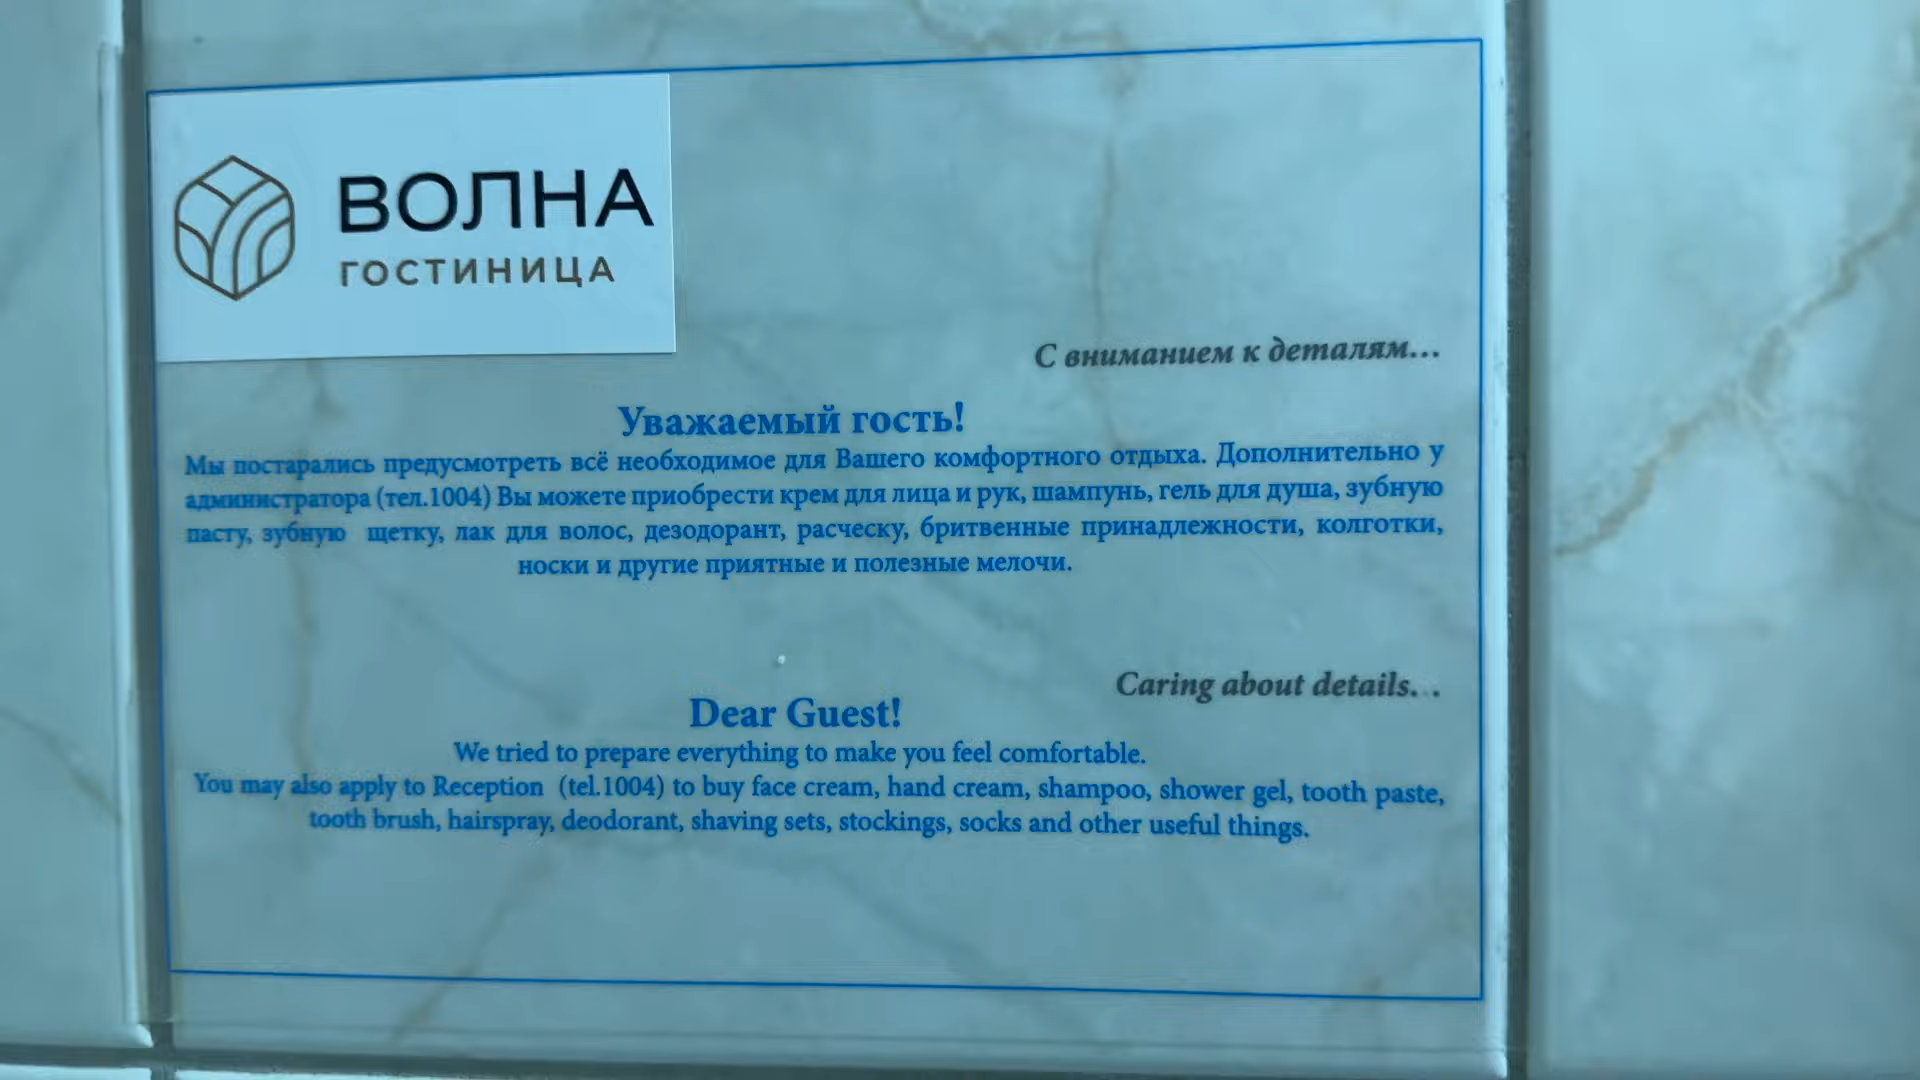 ВОЛНА
ГОСТИНИЦА
С вниманием к деталям...
Уважаемый гость!
Мы постарались предусмотреть всё необходимое для Вашего комфортного отдыха. Дополнительно у
администратора (тел.1004) Вы можете приобрести крем для лица и рук, шампунь, гель для душа, зубную
пасту, зубную щетку, лак для волос, дезодорант, расческу, бритвенные принадлежности, колготки,
носки и другие приятные и полезные мелочи.
Caring about details...
Dear Guest!
We tried to prepare everything to make you feel comfortable.
You may also apply to Reception (tel.1004) to buy face cream, hand cream, shampoo, shower gel, tooth paste,
tooth brush, hairspray, deodorant, shaving sets, stockings, socks and other useful things.